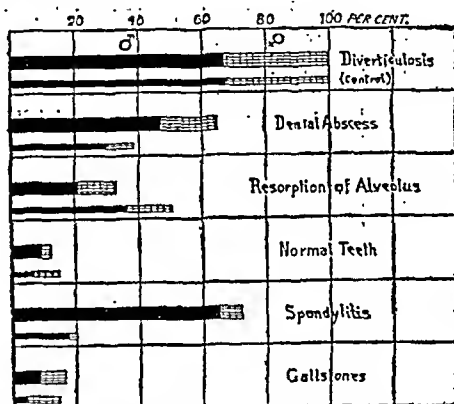 20 40 60 80 100 PER CENT.
♂ ♀
Diverticulosis
(control)
Dental Abscess
Resorption of Alveolus
Normal Teeth
Spondylitis
Gallstones